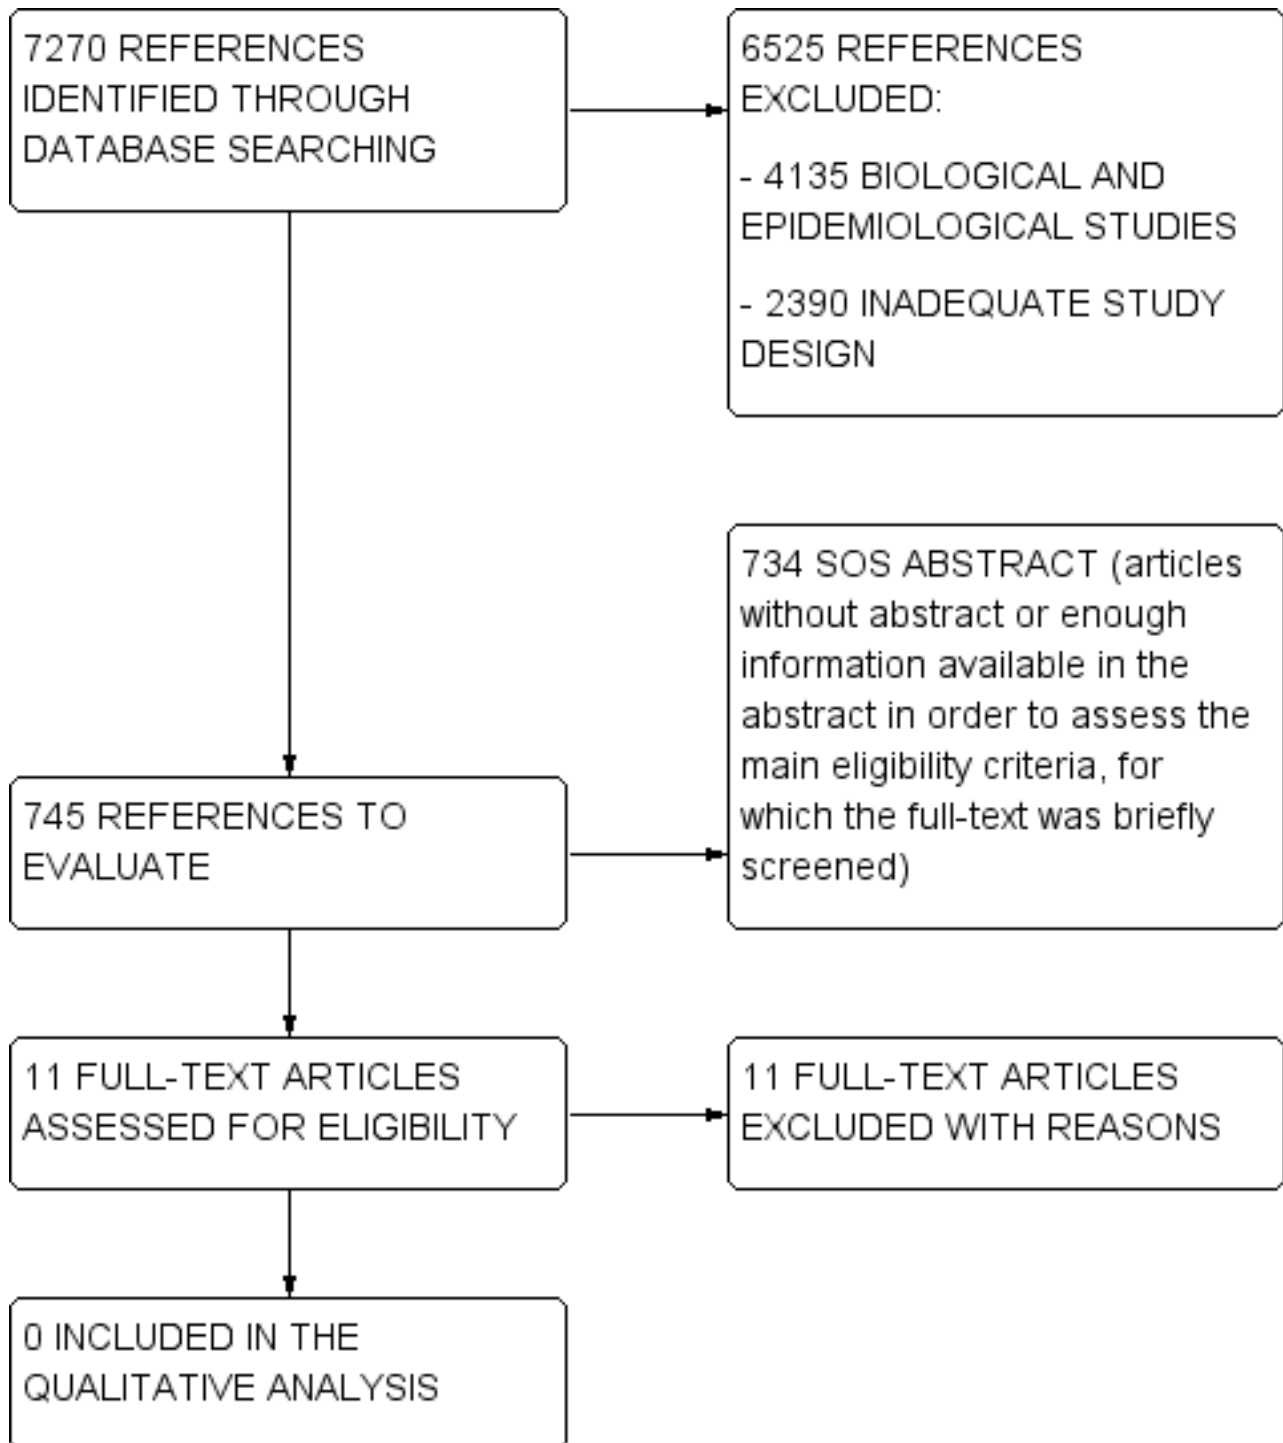 7270 REFERENCES
IDENTIFIED THROUGH
DATABASE SEARCHING
6525 REFERENCES
EXCLUDED:
- 4135 BIOLOGICAL AND
EPIDEMIOLOGICAL STUDIES
- 2390 INADEQUATE STUDY
DESIGN
734 SOS ABSTRACT (articles
without abstract or enough
information available in the
abstract in order to assess the
main eligibility criteria, for
which the full-text was briefly
screened)
745 REFERENCES TO
EVALUATE
11 FULL-TEXT ARTICLES
ASSESSED FOR ELIGIBILITY
11 FULL-TEXT ARTICLES
EXCLUDED WITH REASONS
0 INCLUDED IN THE
QUALITATIVE ANALYSIS